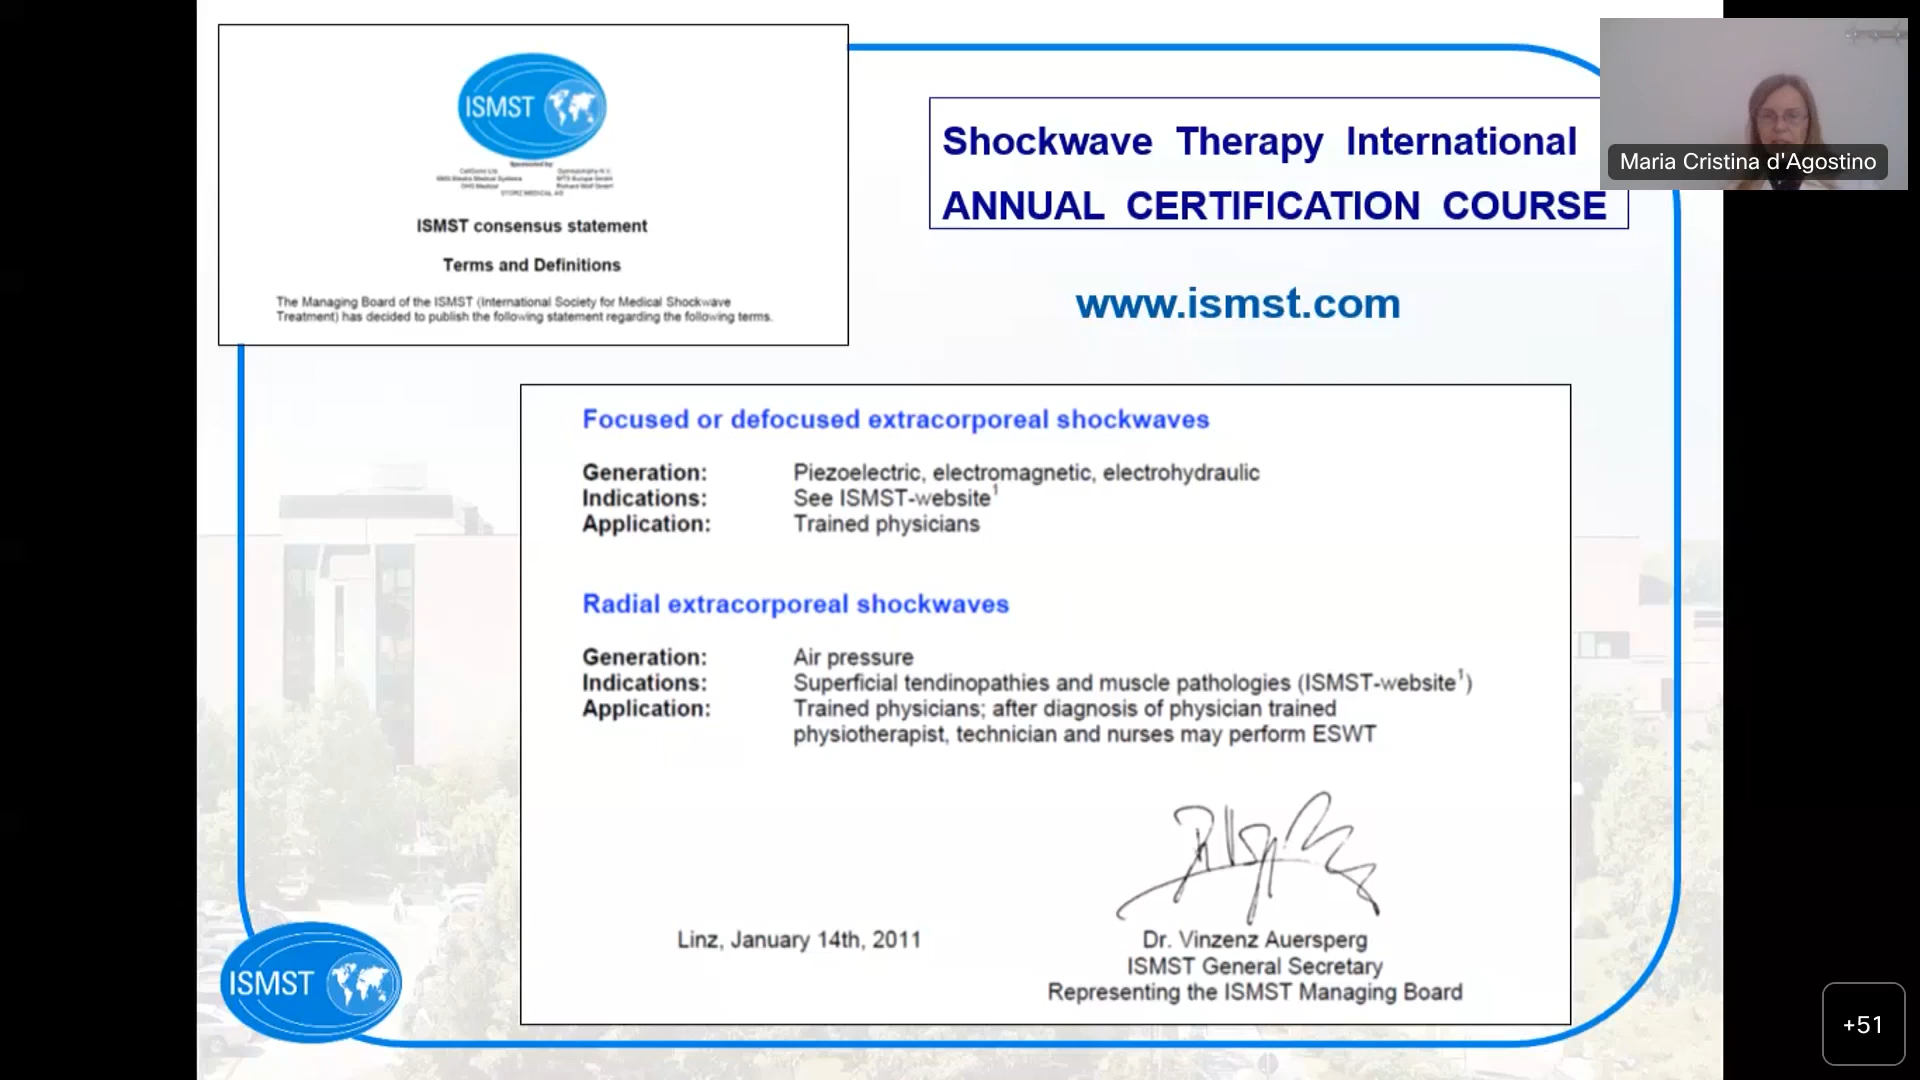 ISMST
Sponsored by:
STORZ MEDICAL AG
ISMST consensus statement
Terms and Definitions
The Managing Board of the ISMST (International Society for Medical Shockwave
Treatment) has decided to publish the following statement regarding the following terms.
Shockwave Therapy International
ANNUAL CERTIFICATION COURSE
www.ismst.com
Maria Cristina d'Agostino
Focused or defocused extracorporeal shockwaves
Generation: Piezoelectric, electromagnetic, electrohydraulic
Indications: See ISMST-website¹
Application: Trained physicians
Radial extracorporeal shockwaves
Generation: Air pressure
Indications: Superficial tendinopathies and muscle pathologies (ISMST-website¹)
Application: Trained physicians; after diagnosis of physician trained
physiotherapist, technician and nurses may perform ESWT
Linz, January 14th, 2011
Dr. Vinzenz Auersperg
ISMST General Secretary
Representing the ISMST Managing Board
ISMST
+51